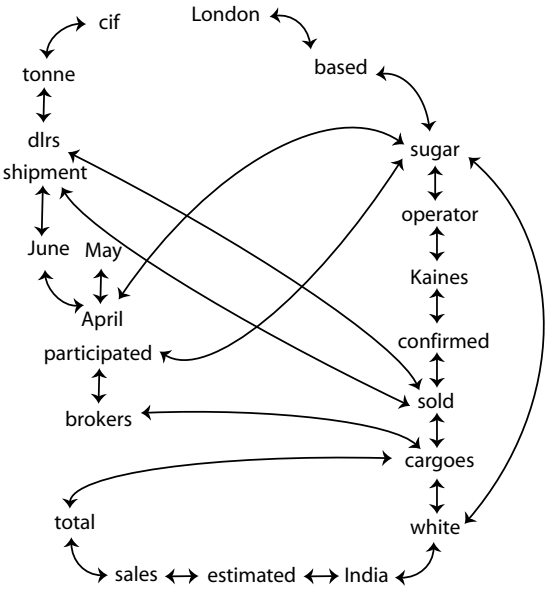 cif
London
tonne
based
dlrs
sugar
shipment
operator
June
May
Kaines
April
confirmed
participated
sold
brokers
cargoes
total
white
sales
estimated
India